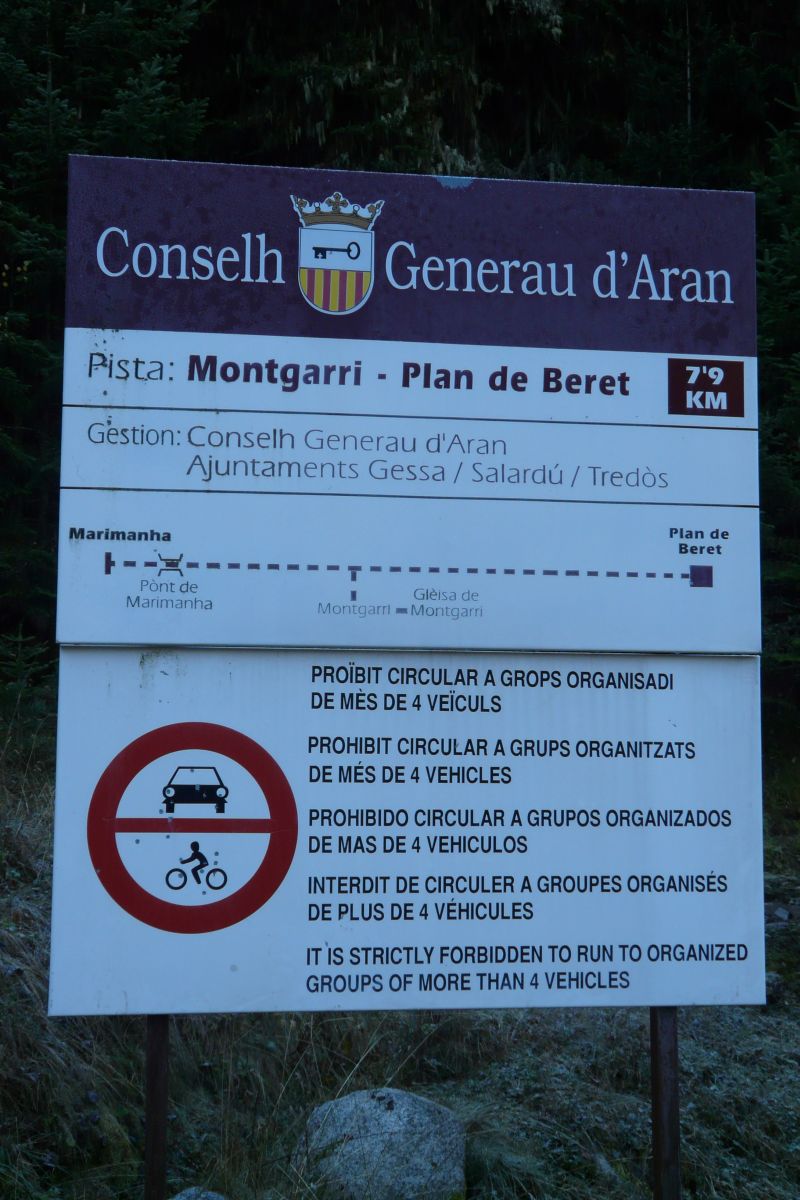 Conselh Generau d'Aran
Pista: Montgarri - Plan de Beret
7'9
KM
Gestion: Conselh Generau d'Aran
Ajuntaments Gessa / Salardú / Tredòs
Marimanha
Plan de
Beret
Pònt de
Marimanha
Montgarri
Glèisa de
Montgarri
PROÏBIT CIRCULAR A GROPS ORGANISADI
DE MÈS DE 4 VEÏCULS
PROHIBIT CIRCULAR A GRUPS ORGANITZATS
DE MÉS DE 4 VEHICLES
PROHIBIDO CIRCULAR A GRUPOS ORGANIZADOS
DE MAS DE 4 VEHICULOS
INTERDIT DE CIRCULER A GROUPES ORGANISÉS
DE PLUS DE 4 VÉHICULES
IT IS STRICTLY FORBIDDEN TO RUN TO ORGANIZED
GROUPS OF MORE THAN 4 VEHICLES